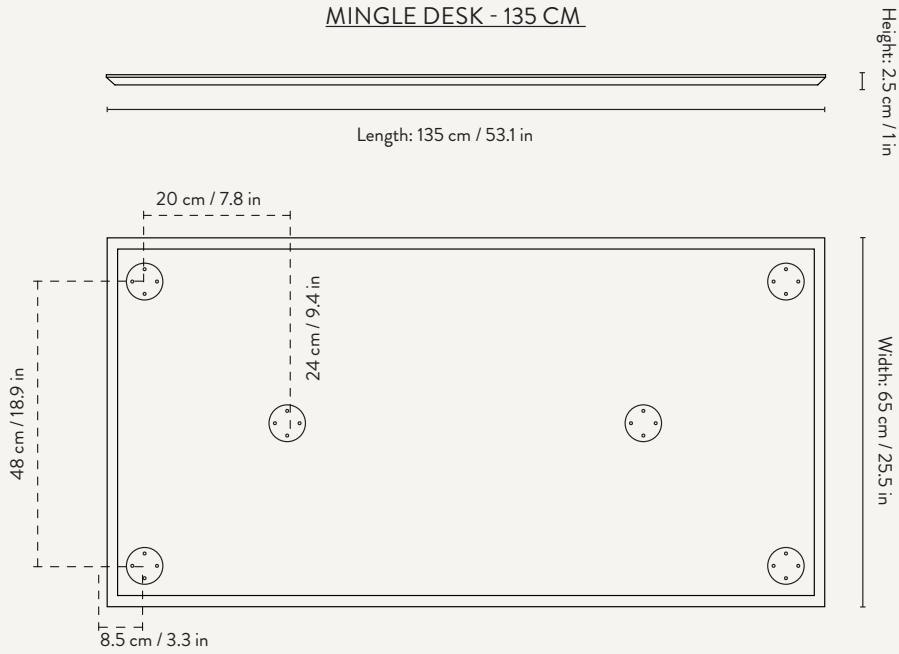 MINGLE DESK - 135 CM
Height: 2.5 cm / 1 in
Length: 135 cm / 53.1 in
20 cm / 7.8 in
24 cm / 9.4 in
48 cm / 18.9 in
Width: 65 cm / 25.5 in
8.5 cm / 3.3 in